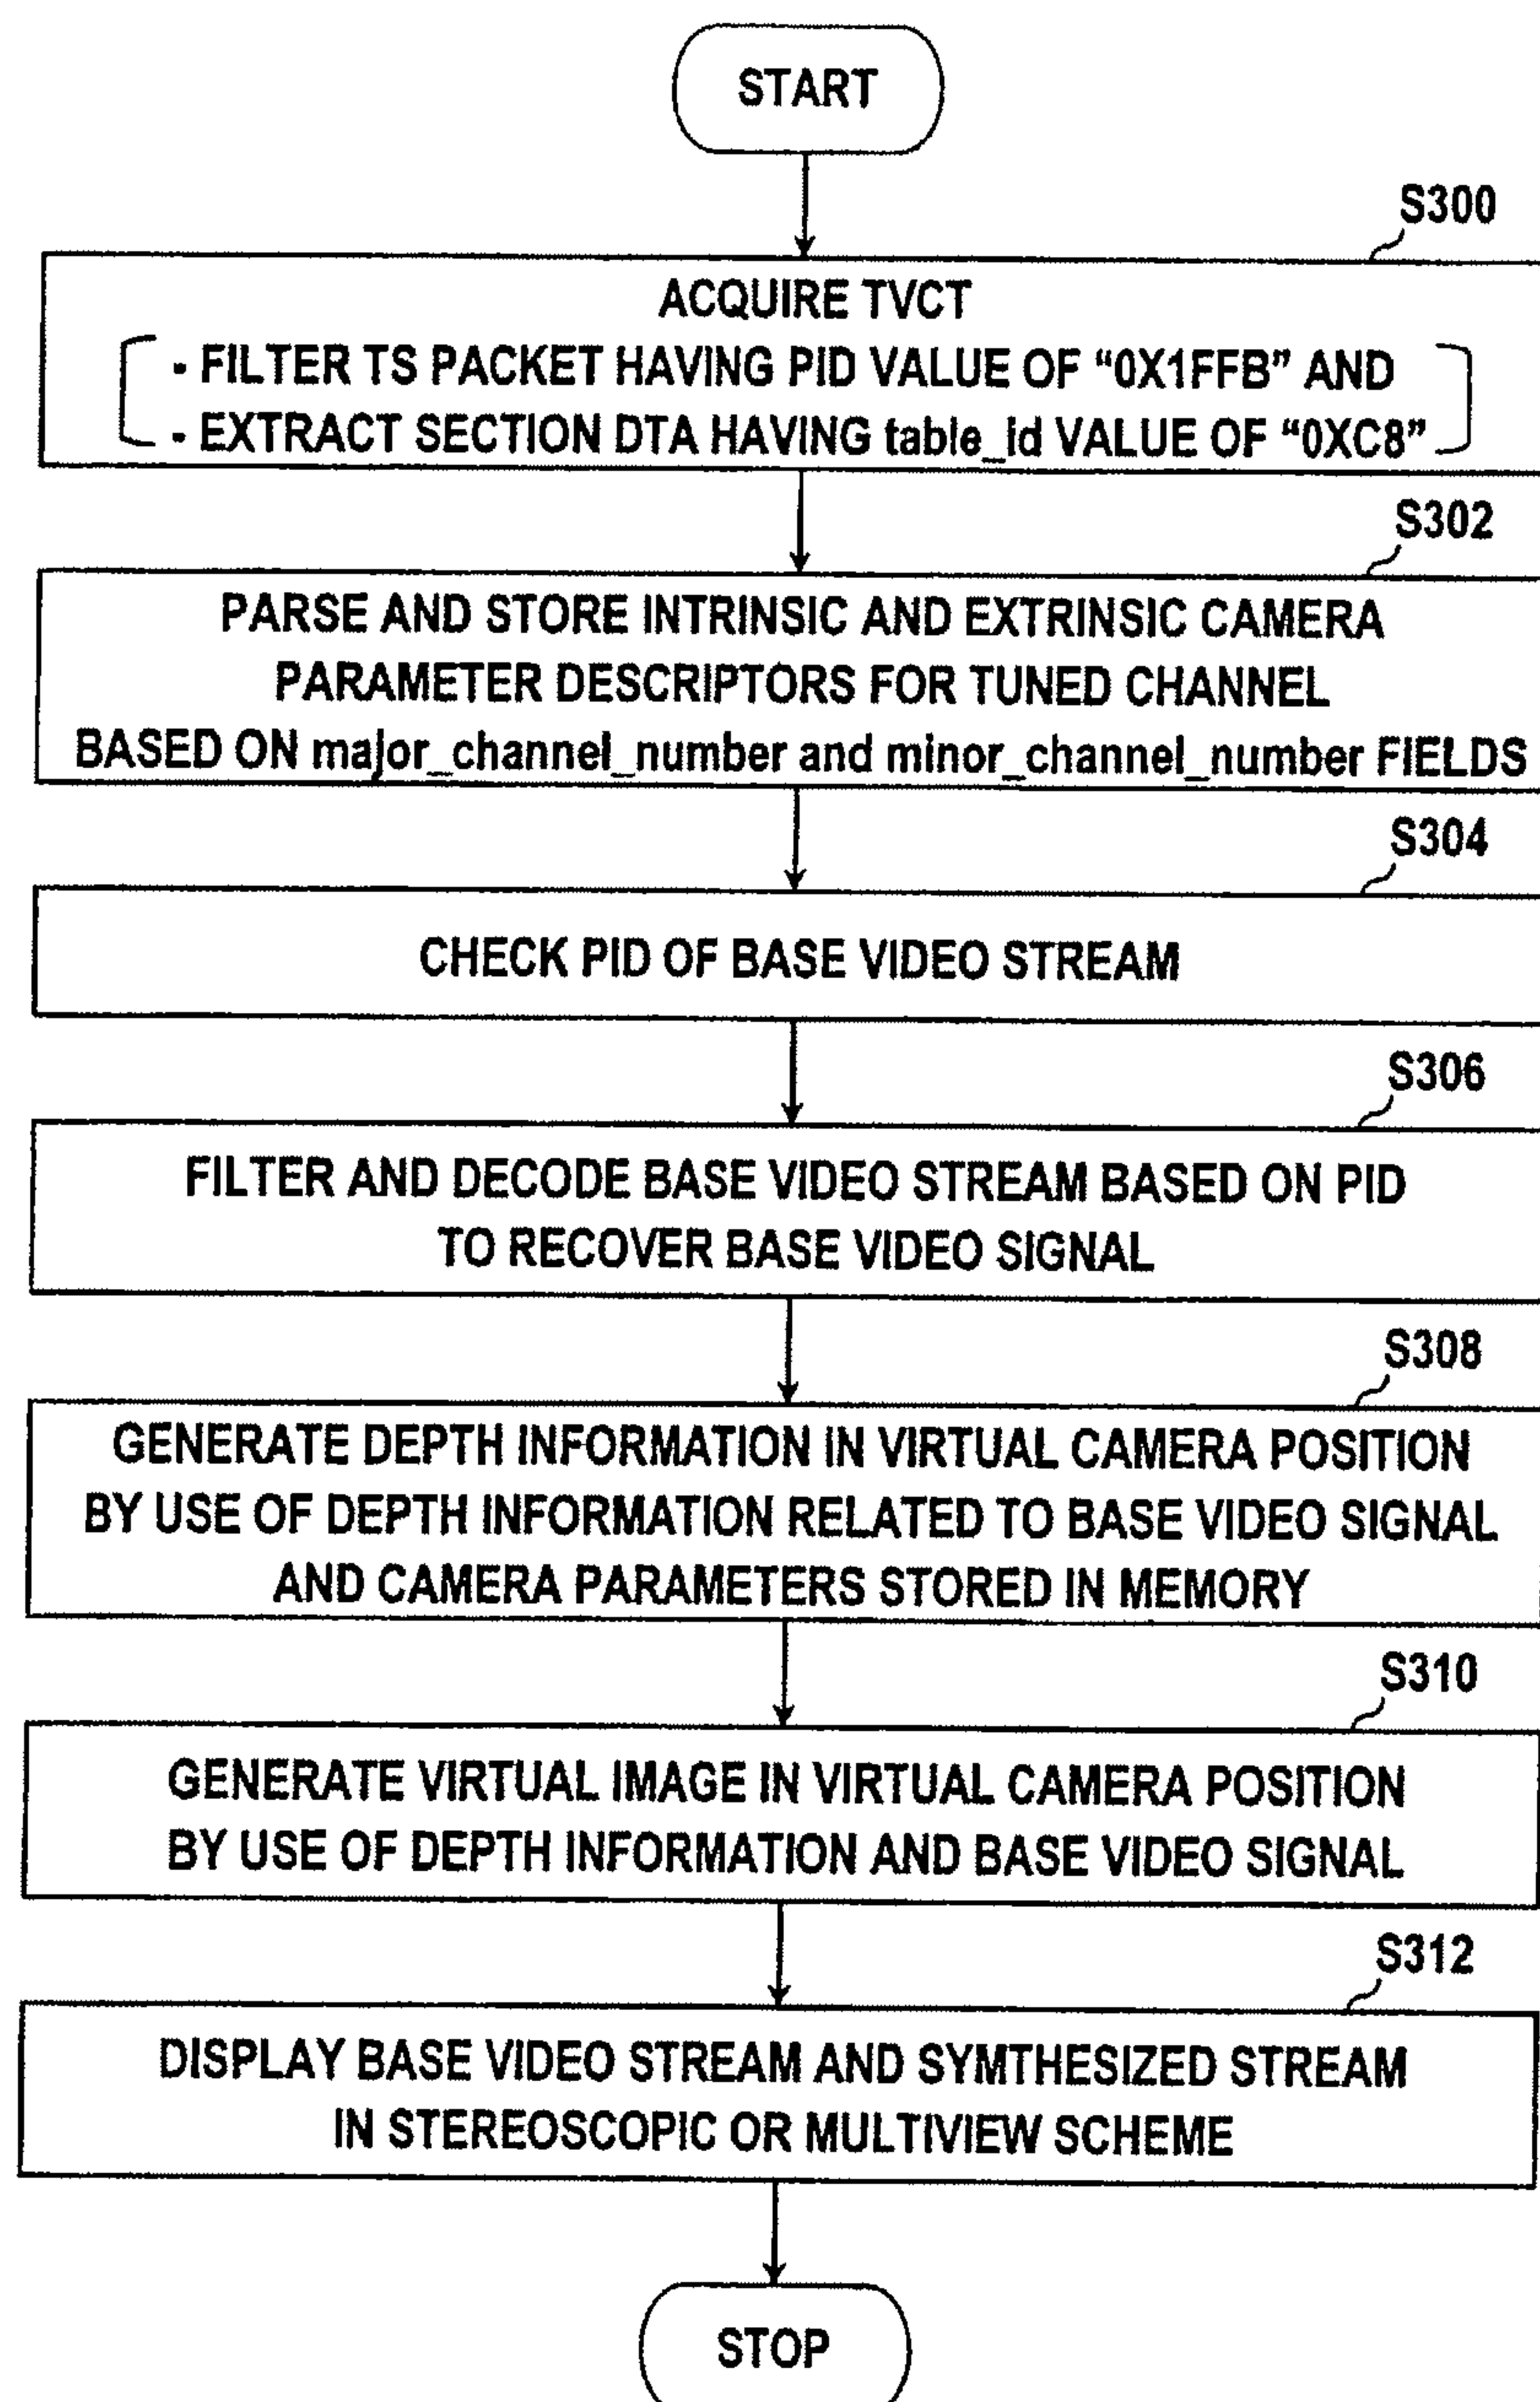 START
S300
ACQUIRE TVCT
- FILTER TS PACKET HAVING PID VALUE OF “0X1FFB” AND
- EXTRACT SECTION DTA HAVING table_id VALUE OF “0XC8”
S302
PARSE AND STORE INTRINSIC AND EXTRINSIC CAMERA
PARAMETER DESCRIPTORS FOR TUNED CHANNEL
BASED ON major_channel_number and minor_channel_number FIELDS
S304
CHECK PID OF BASE VIDEO STREAM
S306
FILTER AND DECODE BASE VIDEO STREAM BASED ON PID
TO RECOVER BASE VIDEO SIGNAL
S308
GENERATE DEPTH INFORMATION IN VIRTUAL CAMERA POSITION
BY USE OF DEPTH INFORMATION RELATED TO BASE VIDEO SIGNAL
AND CAMERA PARAMETERS STORED IN MEMORY
S310
GENERATE VIRTUAL IMAGE IN VIRTUAL CAMERA POSITION
BY USE OF DEPTH INFORMATION AND BASE VIDEO SIGNAL
S312
DISPLAY BASE VIDEO STREAM AND SYMTHESIZED STREAM
IN STEREOSCOPIC OR MULTIVIEW SCHEME
STOP